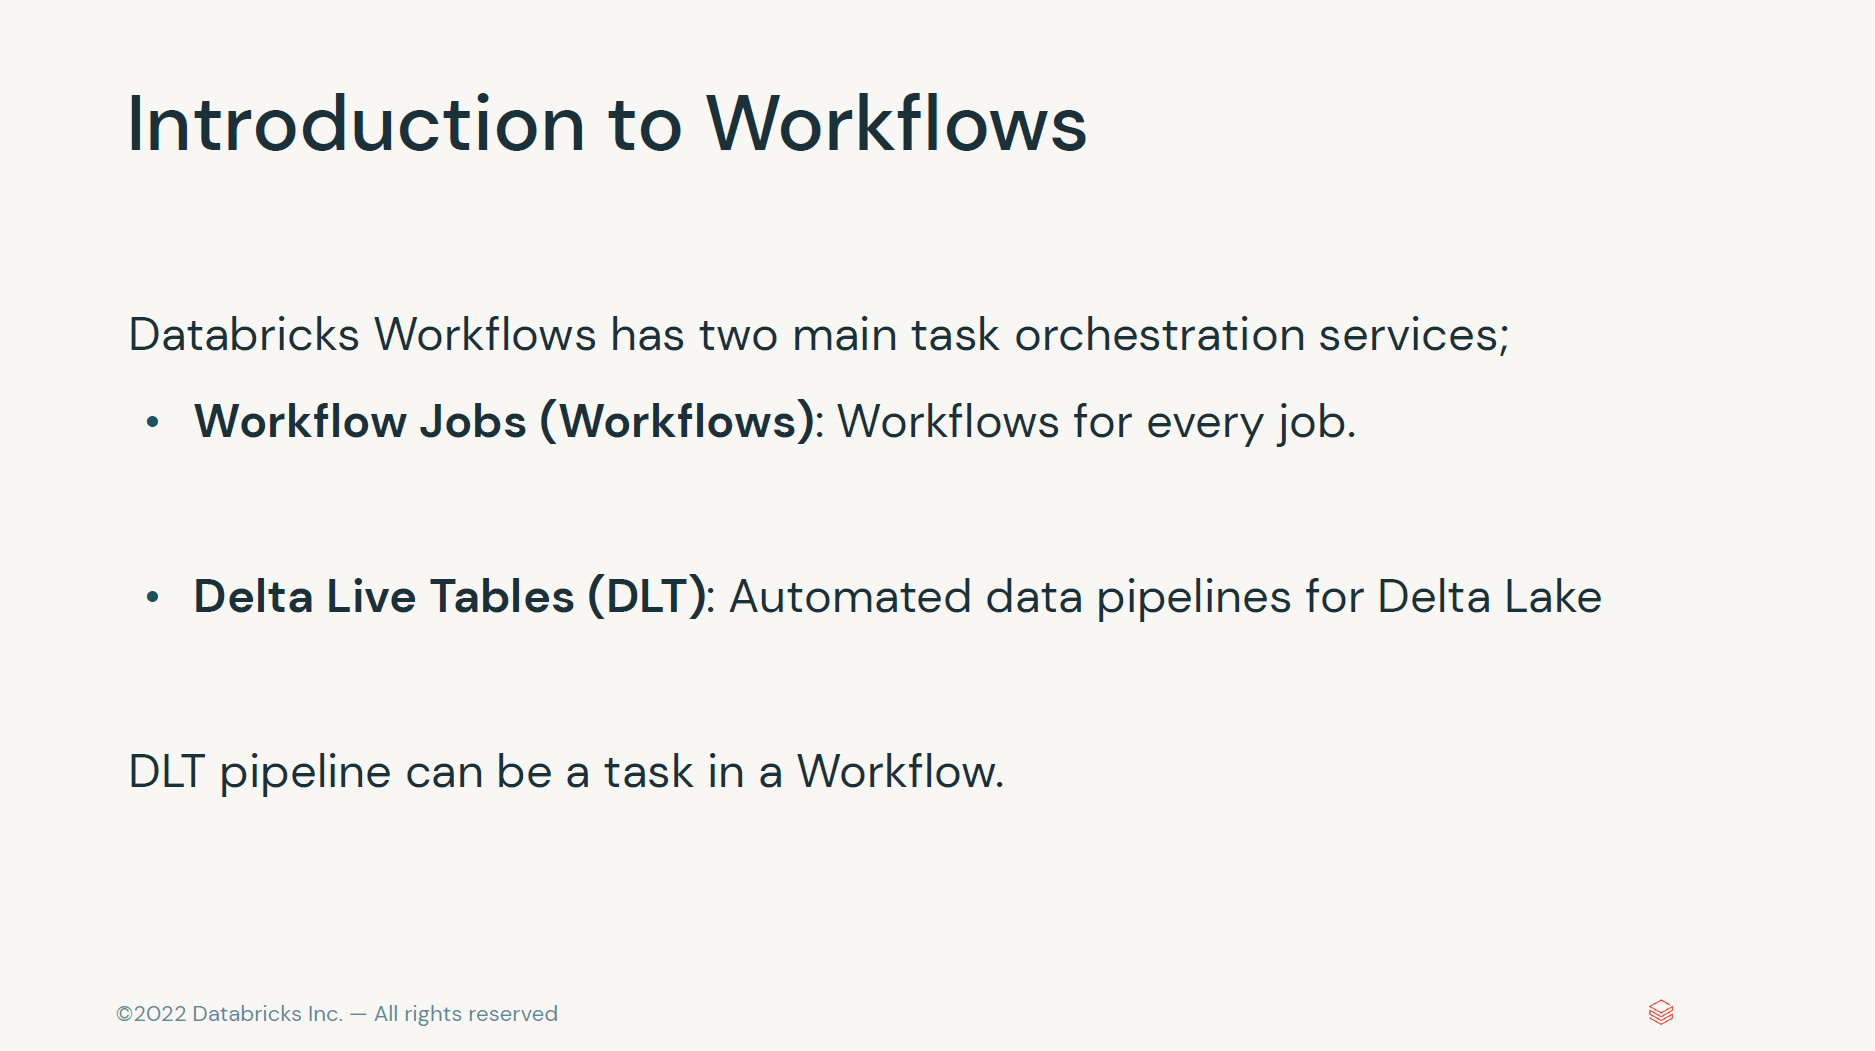 Introduction to Workflows
Databricks Workflows has two main task orchestration services;
• Workflow Jobs (Workflows): Workflows for every job.
• Delta Live Tables (DLT): Automated data pipelines for Delta Lake
DLT pipeline can be a task in a Workflow.
©2022 Databricks Inc. — All rights reserved